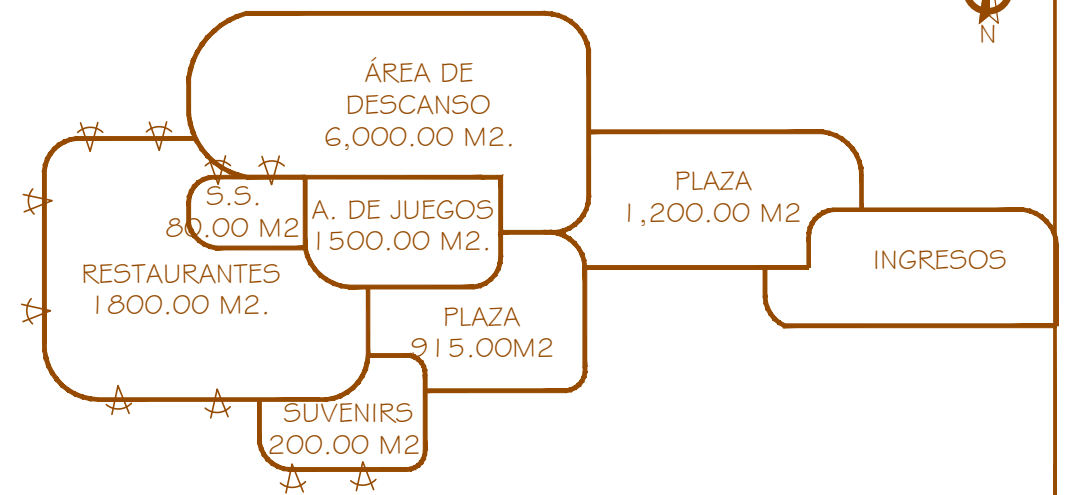 N
ÁREA DE
DESCANSO
6,000.00 M2.
PLAZA
1,200.00 M2
S.S.
80.00 M2
A. DE JUEGOS
1500.00 M2.
INGRESOS
RESTAURANTES
1800.00 M2.
PLAZA
915.00M2
SUVENIRS
200.00 M2